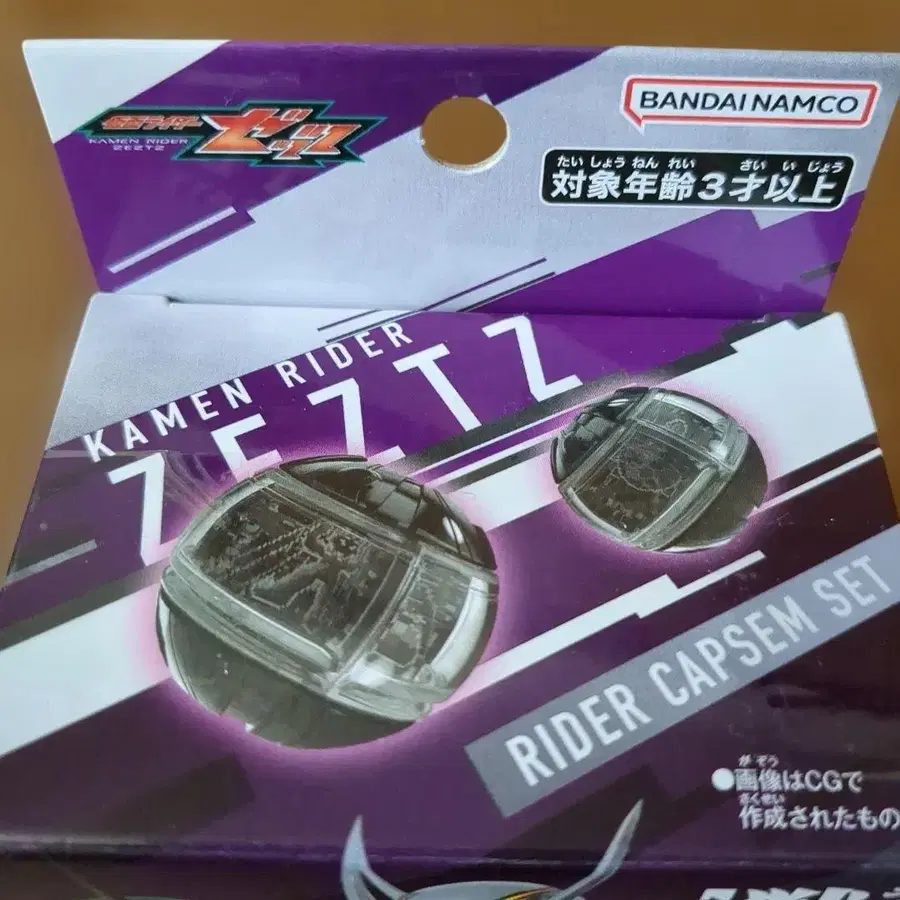 仮面ライダー
ゼッツ
KAMEN RIDER
ZEZTZ
BANDAI NAMCO
たいしょうねんれい さいいじょう
対象年齢3才以上
KAMEN RIDER
ZEZTZ
RIDER CAPSEM SET
がぞう
●画像はCGで
さくせい
作成されたもの